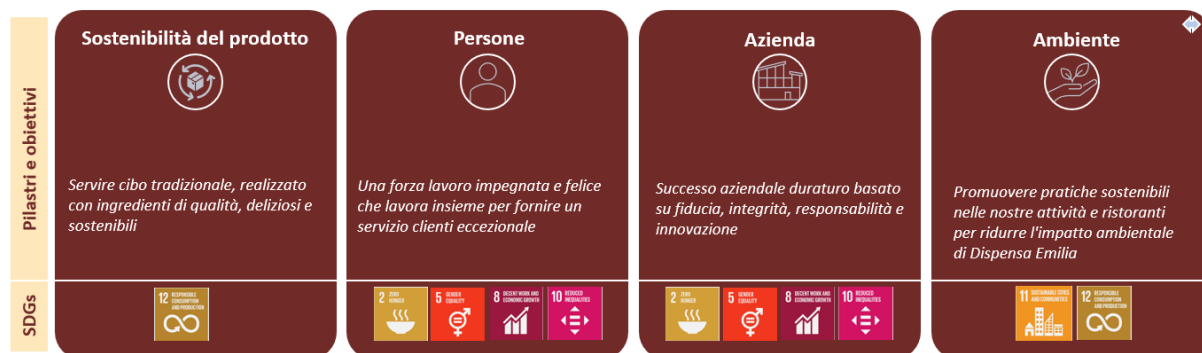 Pilastri e obiettivi
Sostenibilità del prodotto
Servire cibo tradizionale, realizzato
con ingredienti di qualità, deliziosi e
sostenibili
Persone
Una forza lavoro impegnata e felice
che lavora insieme per fornire un
servizio clienti eccezionale
Azienda
Successo aziendale duraturo basato
su fiducia, integrità, responsabilità e
innovazione
Ambiente
Promuovere pratiche sostenibili
nelle nostre attività e ristoranti
per ridurre l'impatto ambientale
di Dispensa Emilia
SDGs
12 RESPONSIBLE
CONSUMPTION
AND PRODUCTION
2 ZERO
HUNGER
5 GENDER
EQUALITY
8 DECENT WORK AND
ECONOMIC GROWTH
10 REDUCED
INEQUALITIES
2 ZERO
HUNGER
5 GENDER
EQUALITY
8 DECENT WORK AND
ECONOMIC GROWTH
10 REDUCED
INEQUALITIES
11 SUSTAINABLE CITIES
AND COMMUNITIES
12 RESPONSIBLE
CONSUMPTION
AND PRODUCTION